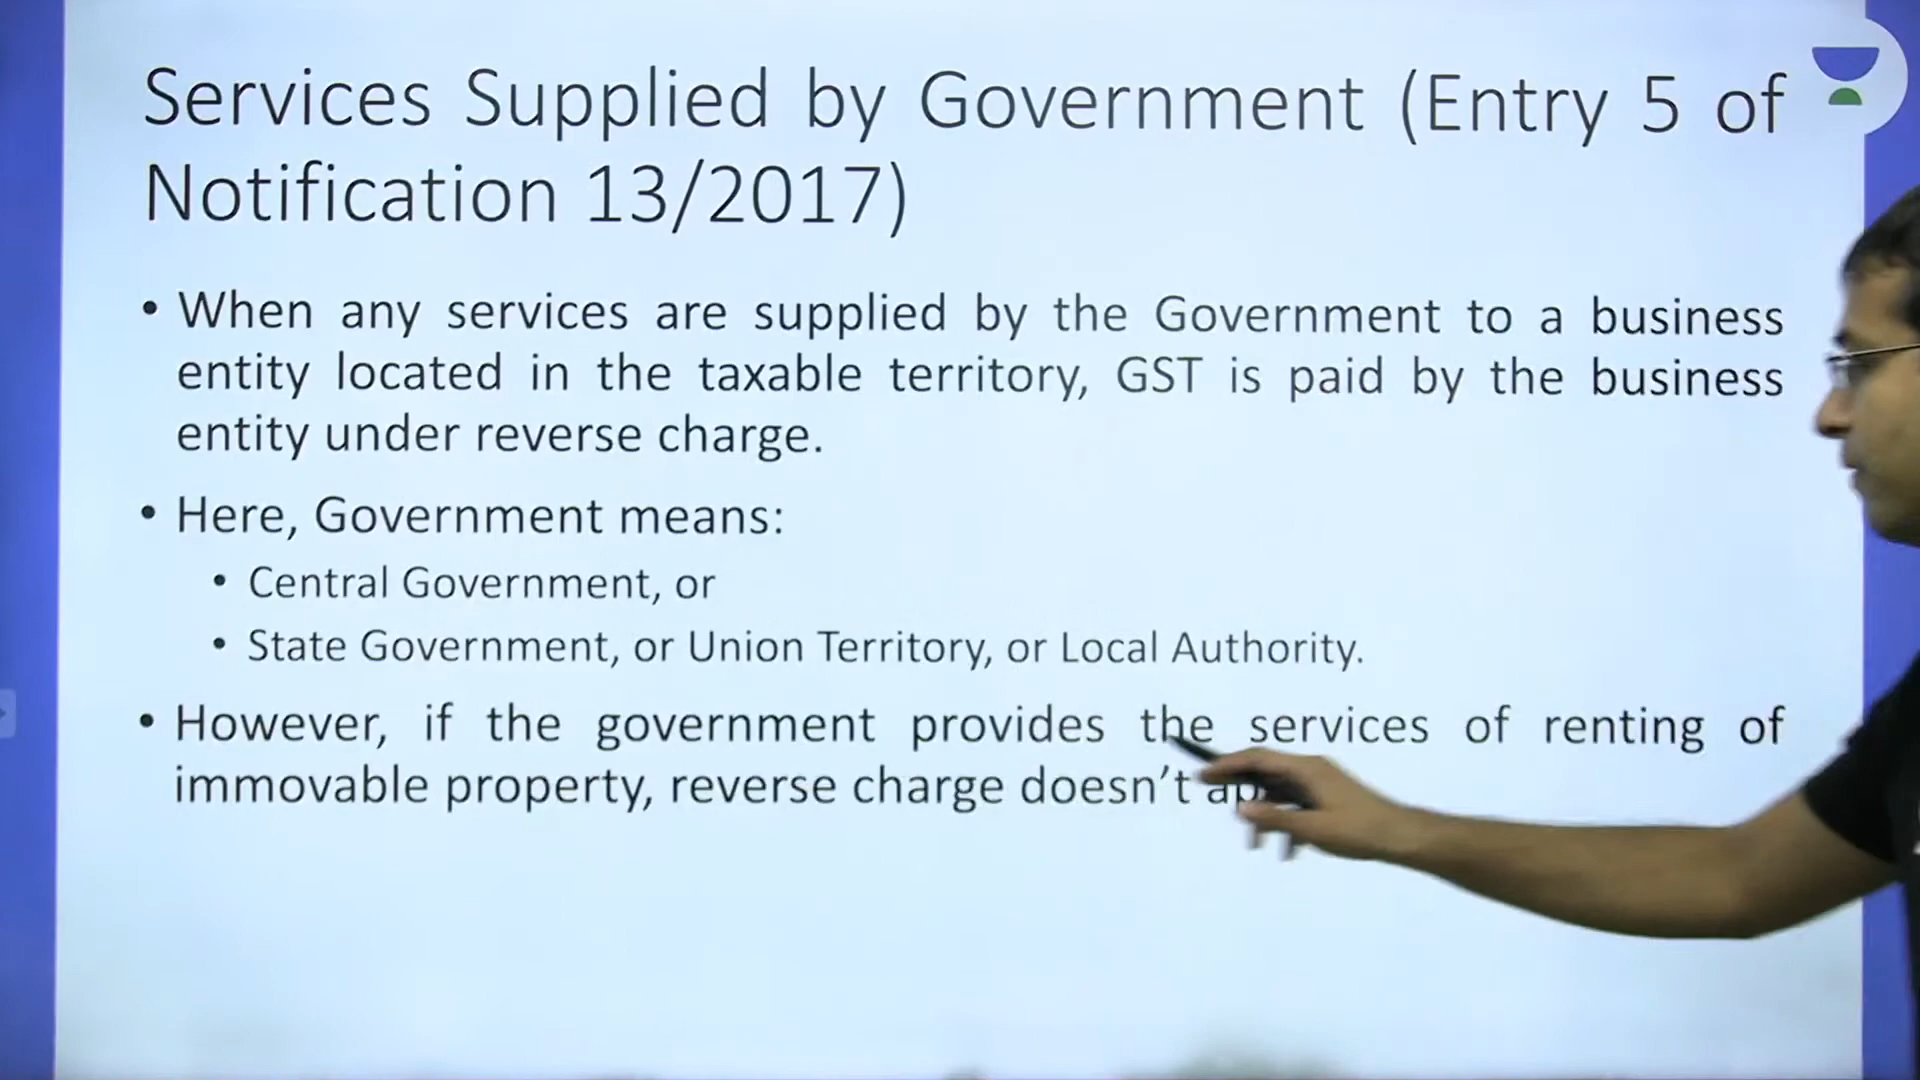 Services Supplied by Government (Entry 5 of
Notification 13/2017)
• When any services are supplied by the Government to a business
entity located in the taxable territory, GST is paid by the business
entity under reverse charge.
• Here, Government means:
• Central Government, or
• State Government, or Union Territory, or Local Authority.
• However, if the government provides the services of renting of
immovable property, reverse charge doesn’t